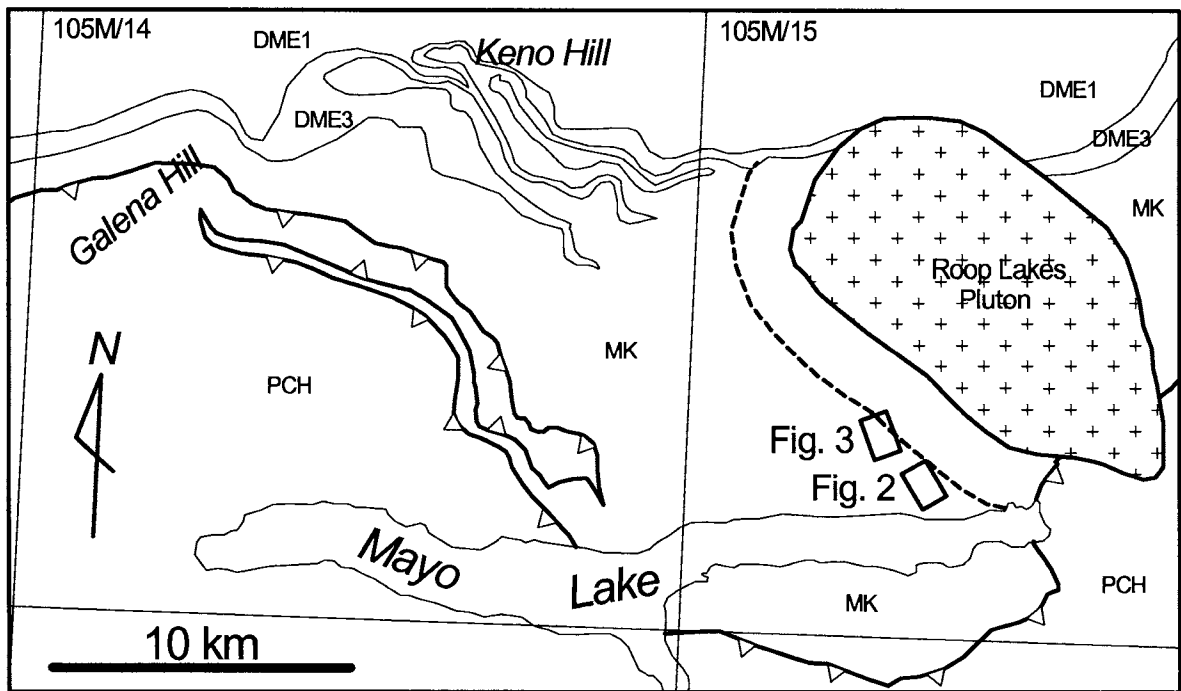 105M/14
105M/15
DME1
Keno Hill
DME1
DME3
DME3
Galena Hill
MK
Roop Lakes
Pluton
N
MK
PCH
Fig. 3
Fig. 2
Mayo
Lake
MK
PCH
10 km